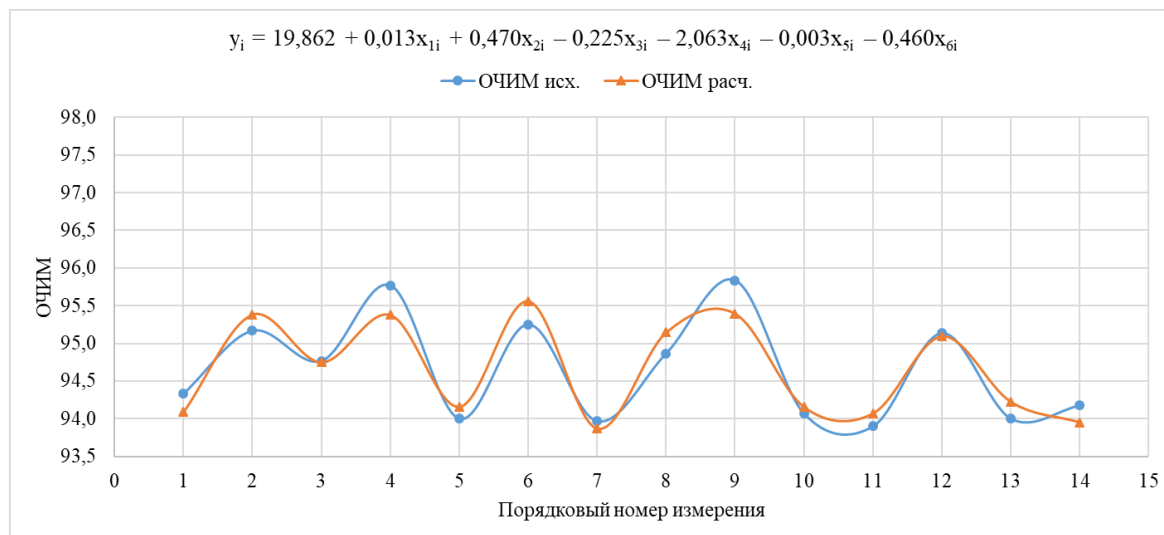 yᵢ = 19,862 + 0,013x₁ᵢ + 0,470x₂ᵢ – 0,225x₃ᵢ – 2,063x₄ᵢ – 0,003x₅ᵢ – 0,460x₆ᵢ
ОЧИМ исх. ОЧИМ расч.
98,0
97,5
97,0
96,5
96,0
95,5
95,0
94,5
94,0
93,5
ОЧИМ
0 1 2 3 4 5 6 7 8 9 10 11 12 13 14 15
Порядковый номер измерения